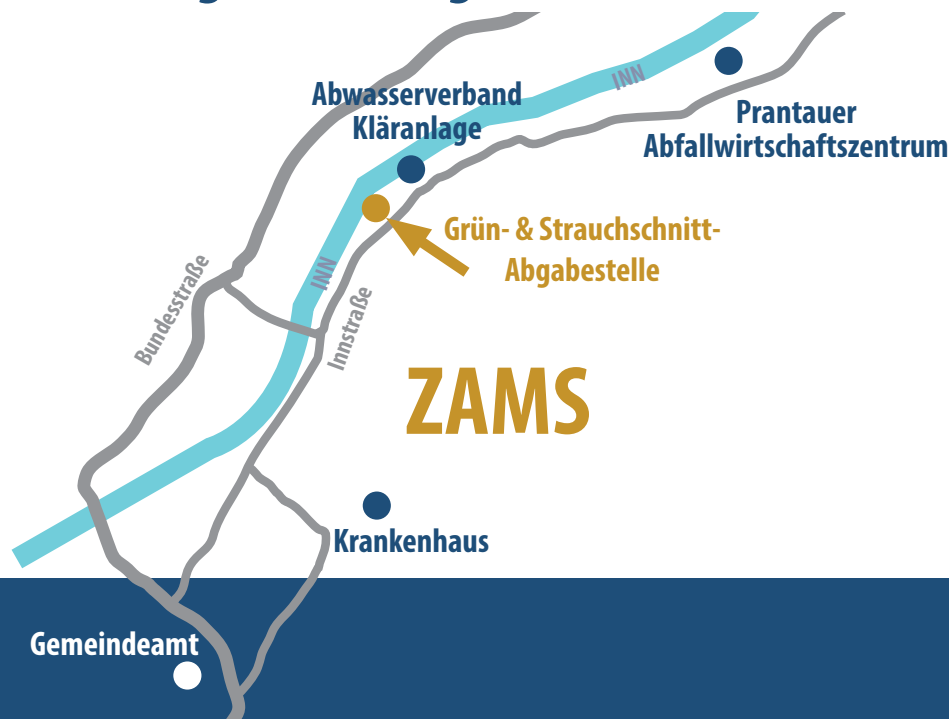 INN
Abwasserverband
Kläranlage
Prantauer
Abfallwirtschaftszentrum
Grün- & Strauchschnitt-
Abgabestelle
Bundesstraße
INN
Innstraße
ZAMS
Krankenhaus
Gemeindeamt